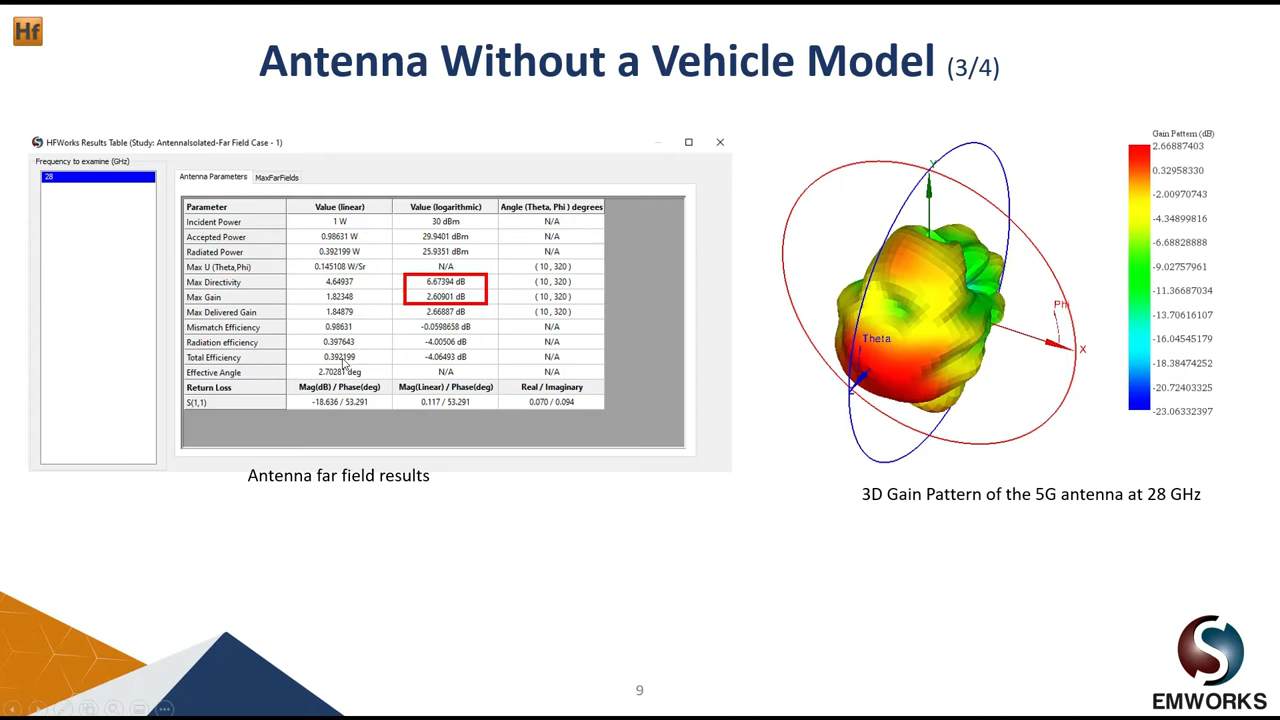 Hf
Antenna Without a Vehicle Model (3/4)
HFWorks Results Table (Study: AntennaIsolated-Far Field Case - 1)
Frequency to examine (GHz)
28
Antenna Parameters MaxFarFields
Parameter Value (linear) Value (logarithmic) Angle (Theta, Phi ) degrees
Incident Power 1 W 30 dBm N/A
Accepted Power 0.98631 W 29.9401 dBm N/A
Radiated Power 0.392199 W 25.9351 dBm N/A
Max U (Theta,Phi) 0.145108 W/Sr N/A ( 10 , 320 )
Max Directivity 4.64937 6.67394 dB ( 10 , 320 )
Max Gain 1.82348 2.60901 dB ( 10 , 320 )
Max Delivered Gain 1.84879 2.66887 dB ( 10 , 320 )
Mismatch Efficiency 0.98631 -0.0598658 dB N/A
Radiation efficiency 0.397643 -4.00506 dB N/A
Total Efficiency 0.392199 -4.06493 dB N/A
Effective Angle 2.70281 deg N/A N/A
Return Loss Mag(dB) / Phase(deg) Mag(Linear) / Phase(deg) Real / Imaginary
S(1,1) -18.636 / 53.291 0.117 / 53.291 0.070 / 0.094
Antenna far field results
Y
Phi
X
Theta
Gain Pattern (dB)
2.66887403
0.32958330
-2.00970743
-4.34899816
-6.68828888
-9.02757961
-11.36687034
-13.70616107
-16.04545179
-18.38474252
-20.72403325
-23.06332397
3D Gain Pattern of the 5G antenna at 28 GHz
9
EMWORKS